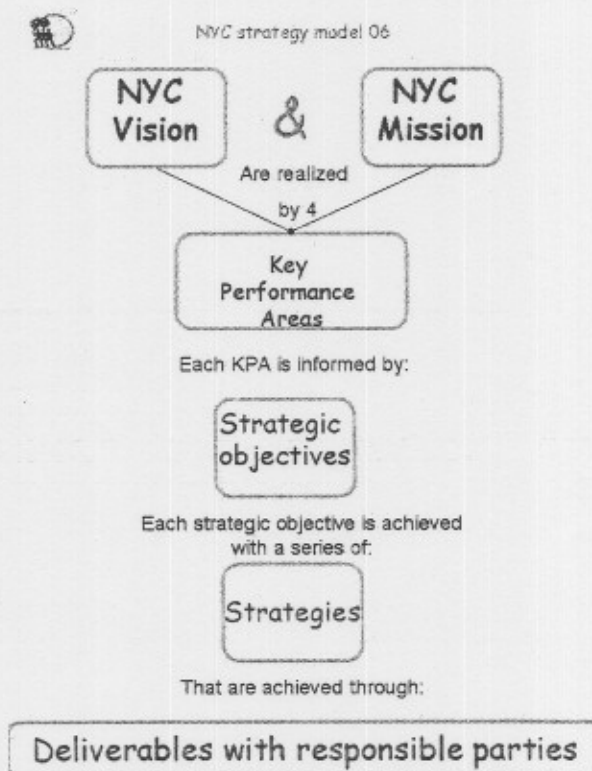 NYC strategy model 06
NYC
Vision
&
NYC
Mission
Are realized
by 4
Key
Performance
Areas
Each KPA is informed by:
Strategic
objectives
Each strategic objective is achieved
with a series of:
Strategies
That are achieved through:
Deliverables with responsible parties